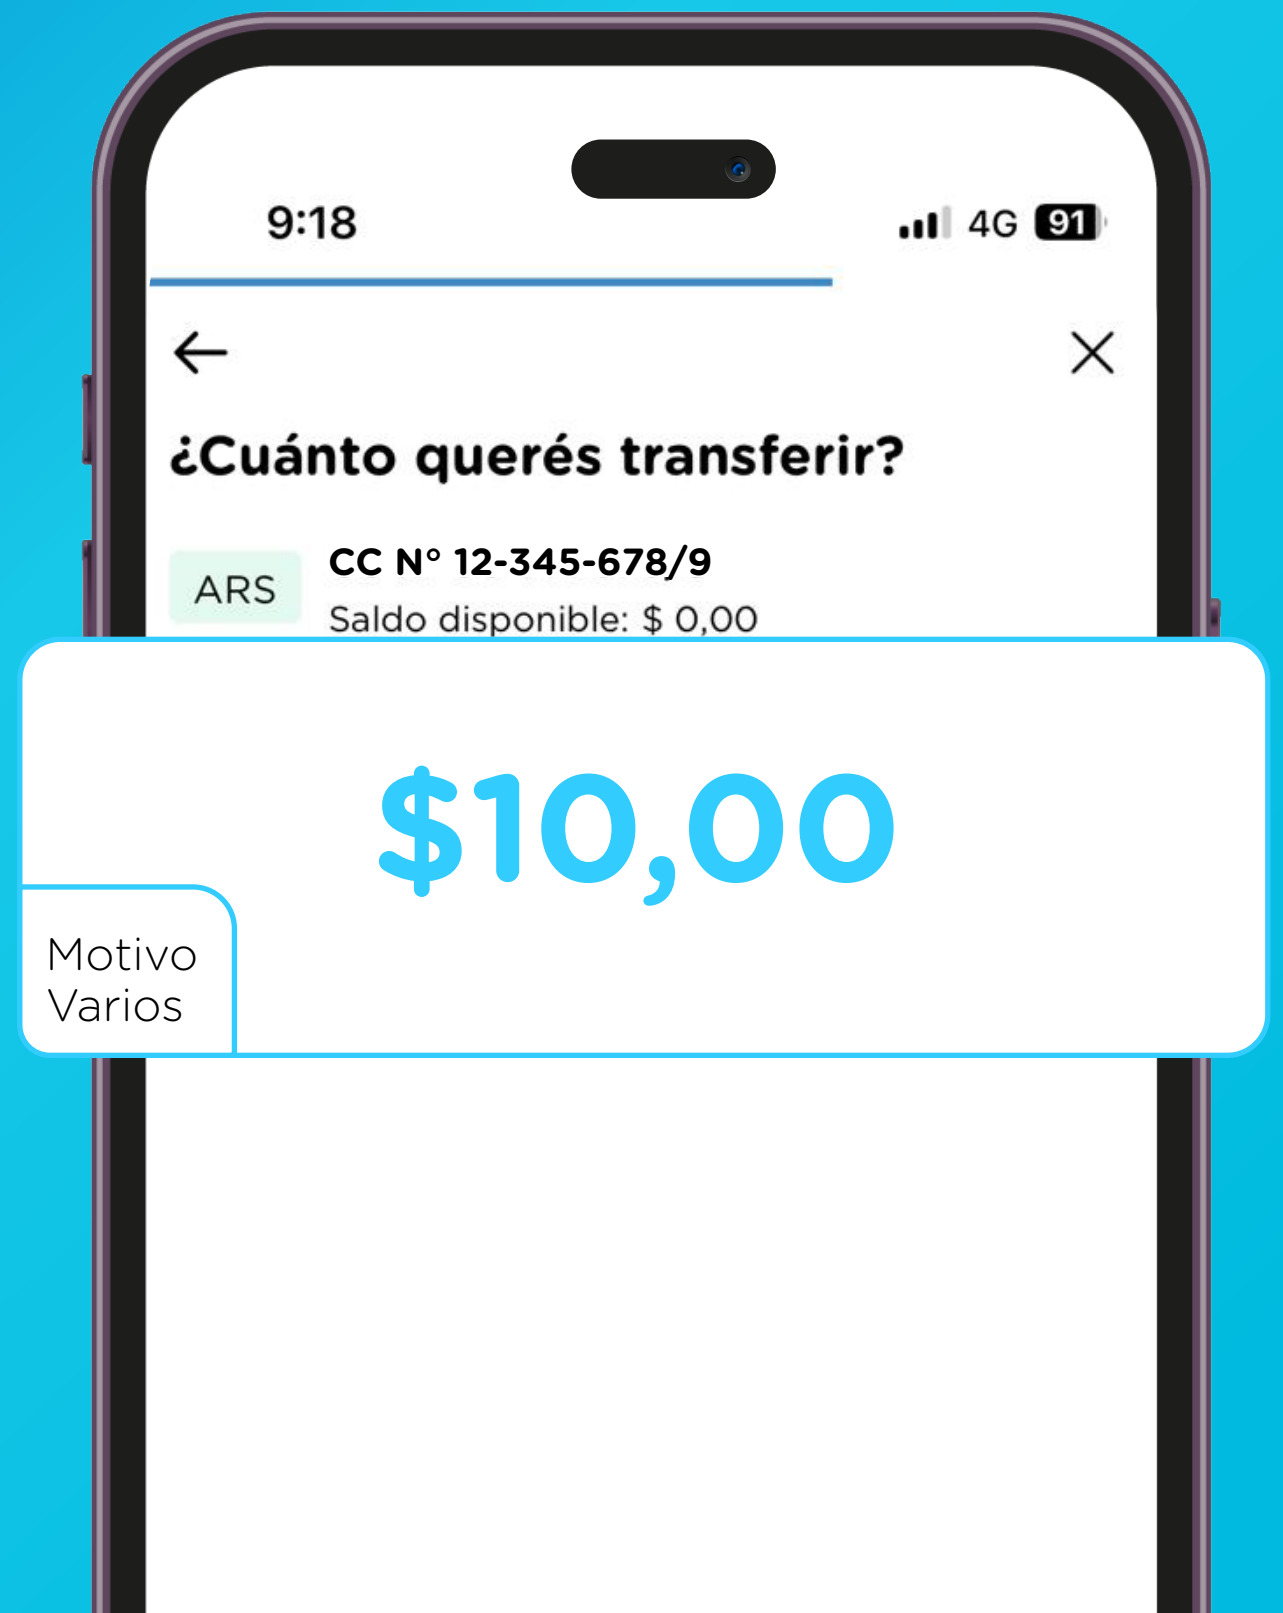 9:18
4G 91
¿Cuánto querés transferir?
ARS
CC N° 12-345-678/9
Saldo disponible: $ 0,00
$10,00
Motivo
Varios